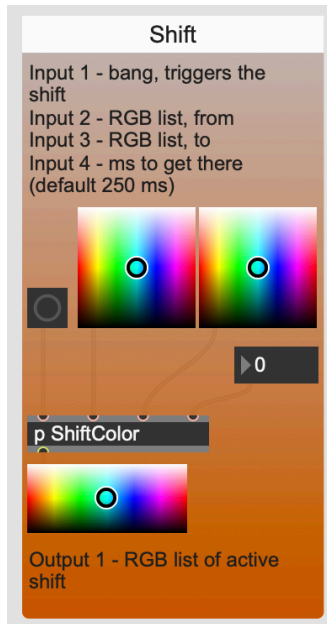 Shift
Input 1 - bang, triggers the
shift
Input 2 - RGB list, from
Input 3 - RGB list, to
Input 4 - ms to get there
(default 250 ms)
0
p ShiftColor
Output 1 - RGB list of active
shift